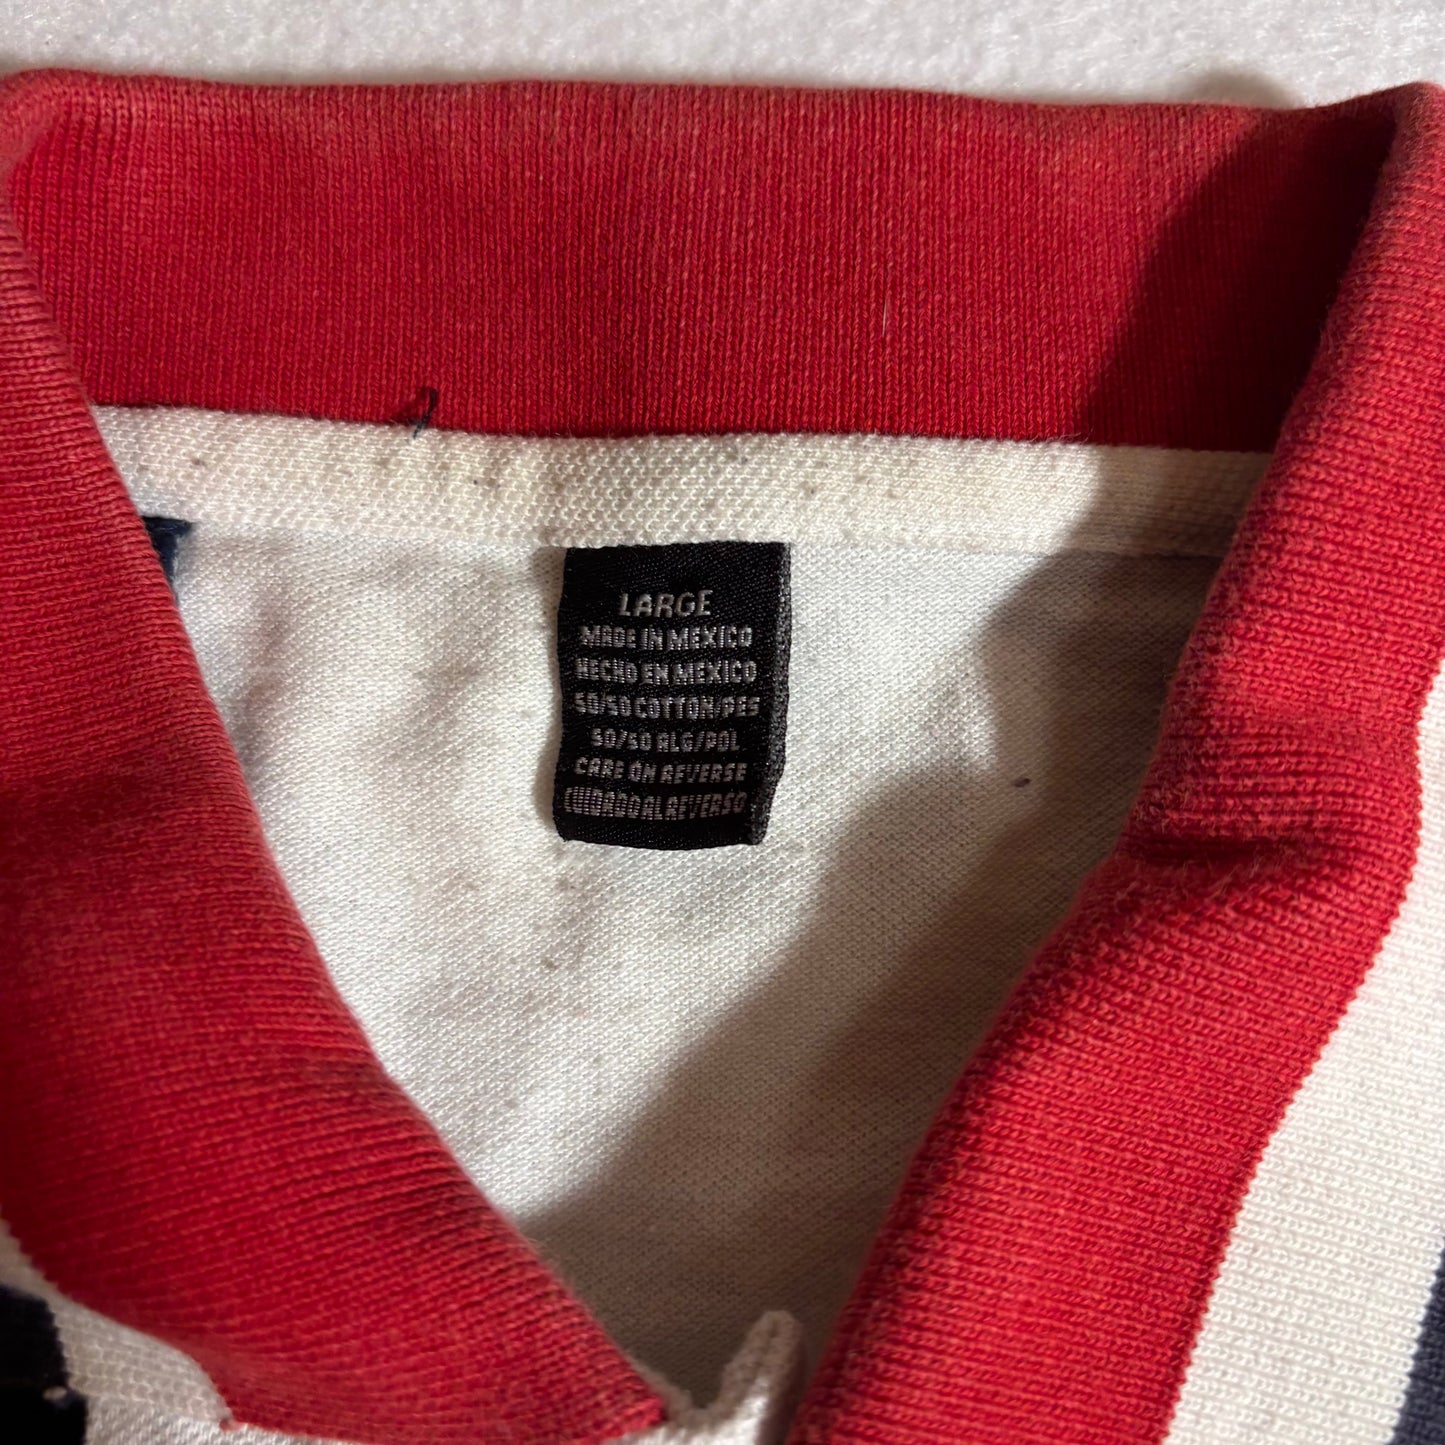 LARGE
MADE IN MEXICO
HECHO EN MEXICO
50/50 COTTON/PES
50/50 ALG/POL
CARE ON REVERSE
CUIDADO AL REVERSO